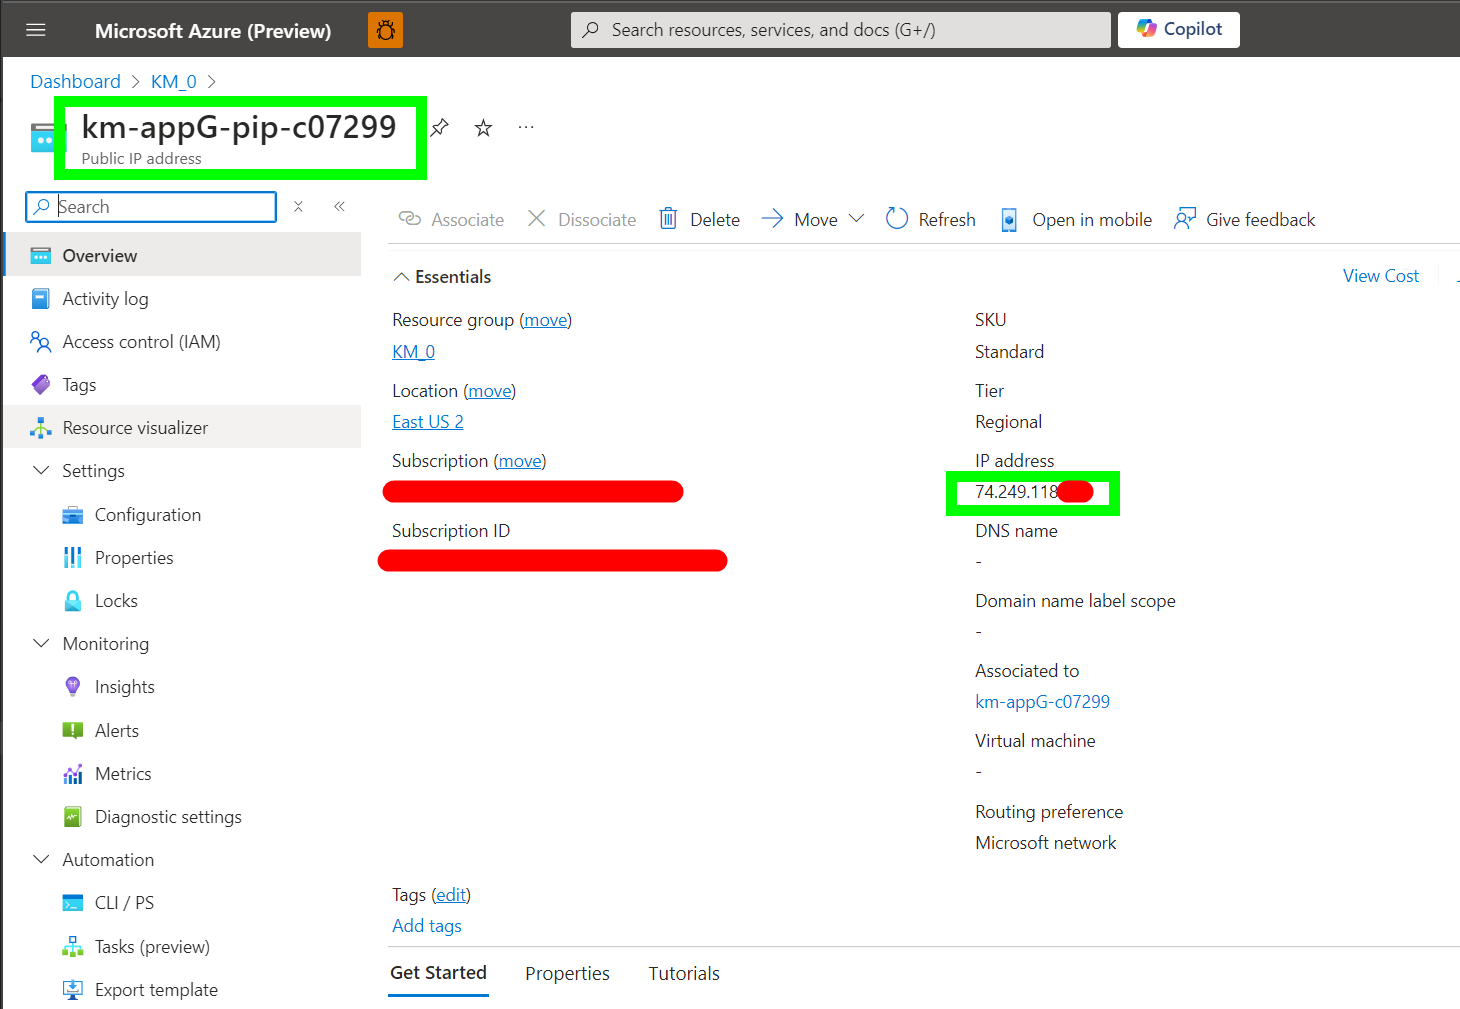 Microsoft Azure (Preview)
Search resources, services, and docs (G+/)
Copilot
Dashboard > KM_0 >
km-appG-pip-c07299
Public IP address
Search
Associate
Dissociate
Delete
Move
Refresh
Open in mobile
Give feedback
Overview
Activity log
Access control (IAM)
Tags
Resource visualizer
Settings
Configuration
Properties
Locks
Monitoring
Insights
Alerts
Metrics
Diagnostic settings
Automation
CLI / PS
Tasks (preview)
Export template
Essentials
View Cost
Resource group (move)
KM_0
Location (move)
East US 2
Subscription (move)
Subscription ID
SKU
Standard
Tier
Regional
IP address
74.249.118
DNS name
-
Domain name label scope
-
Associated to
km-appG-c07299
Virtual machine
-
Routing preference
Microsoft network
Tags (edit)
Add tags
Get Started
Properties
Tutorials